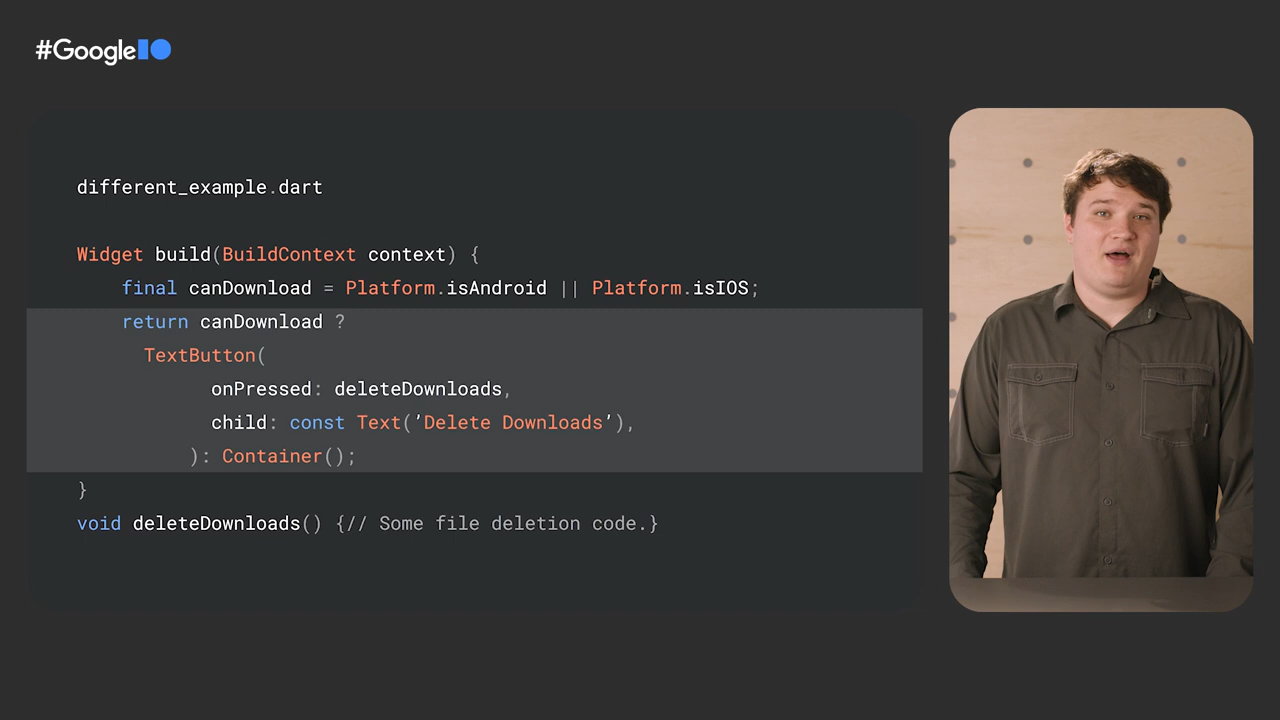 #GoogleIO
different_example.dart
Widget build(BuildContext context) {
final canDownload = Platform.isAndroid || Platform.isIOS;
return canDownload ?
TextButton(
onPressed: deleteDownloads,
child: const Text(’Delete Downloads’),
): Container();
}
void deleteDownloads() {// Some file deletion code.}